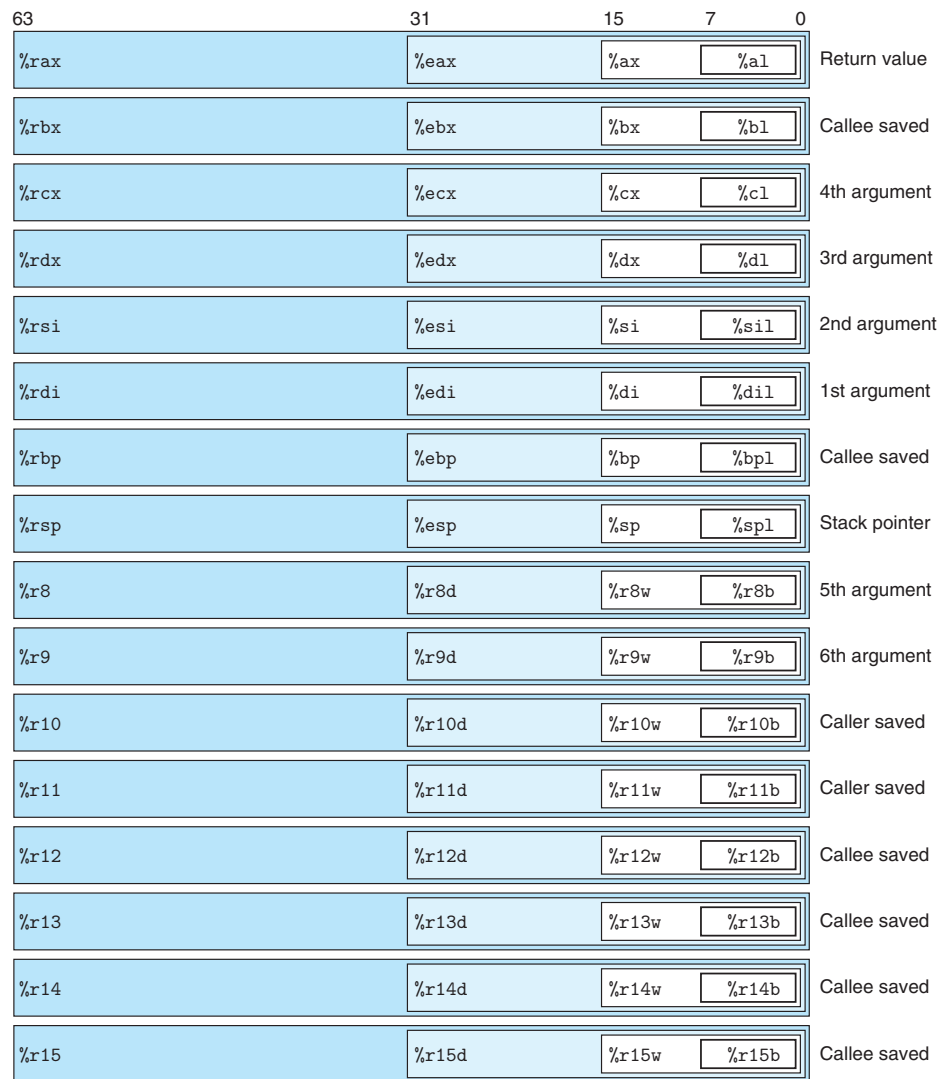 63 31 15 7 0
%rax %eax %ax %al Return value
%rbx %ebx %bx %bl Callee saved
%rcx %ecx %cx %cl 4th argument
%rdx %edx %dx %dl 3rd argument
%rsi %esi %si %sil 2nd argument
%rdi %edi %di %dil 1st argument
%rbp %ebp %bp %bpl Callee saved
%rsp %esp %sp %spl Stack pointer
%r8 %r8d %r8w %r8b 5th argument
%r9 %r9d %r9w %r9b 6th argument
%r10 %r10d %r10w %r10b Caller saved
%r11 %r11d %r11w %r11b Caller saved
%r12 %r12d %r12w %r12b Callee saved
%r13 %r13d %r13w %r13b Callee saved
%r14 %r14d %r14w %r14b Callee saved
%r15 %r15d %r15w %r15b Callee saved